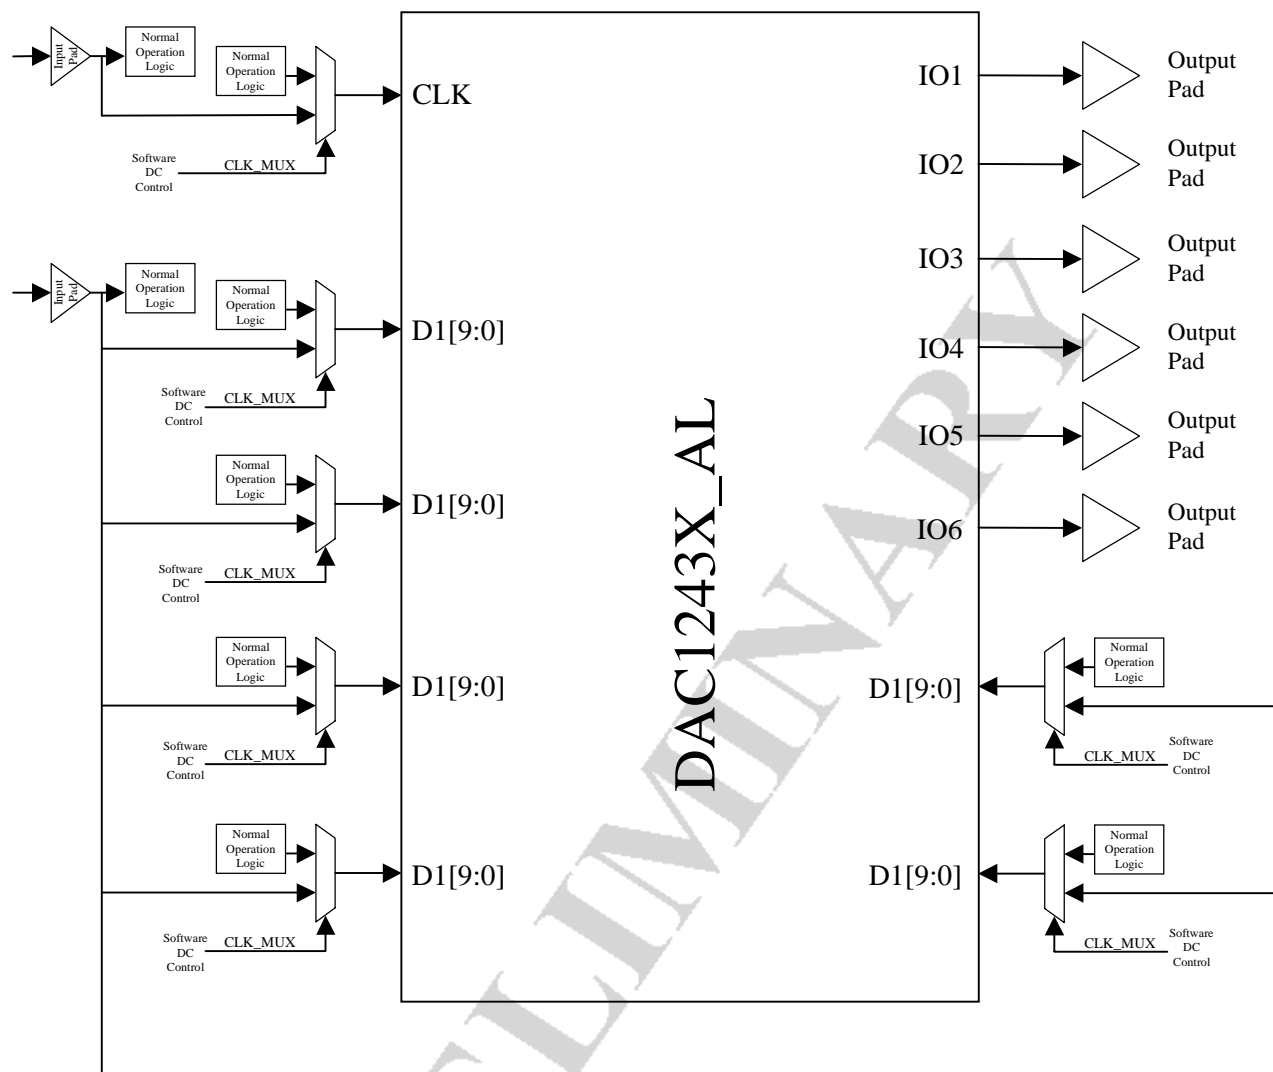 Input
Pad
Normal
Operation
Logic
Normal
Operation
Logic
CLK
Software
DC
Control
CLK_MUX
IO1
Output
Pad
IO2
Output
Pad
Input
Pad
Normal
Operation
Logic
Normal
Operation
Logic
D1[9:0]
Software
DC
Control
CLK_MUX
IO3
Output
Pad
IO4
Output
Pad
IO5
Output
Pad
Normal
Operation
Logic
D1[9:0]
Software
DC
Control
CLK_MUX
IO6
Output
Pad
DAC1243X_AL
Normal
Operation
Logic
D1[9:0]
Software
DC
Control
CLK_MUX
D1[9:0]
Normal
Operation
Logic
CLK_MUX
Software
DC
Control
Normal
Operation
Logic
D1[9:0]
Software
DC
Control
CLK_MUX
D1[9:0]
Normal
Operation
Logic
CLK_MUX
Software
DC
Control
LIMINARY